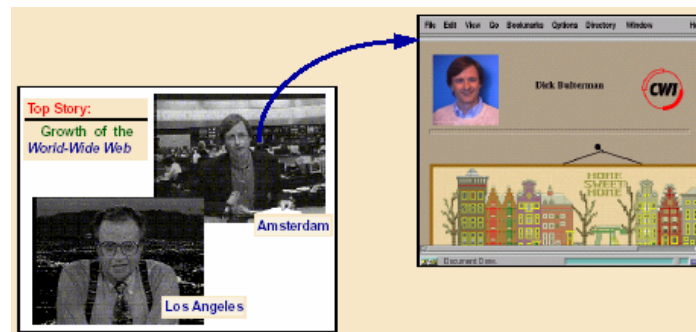 File Edit View Go Bookmarks Options Directory Window He
Dick Bulterman
CWI
HOME
SWEET
HOME
Document Done.
Top Story:
Growth of the
World-Wide Web
Amsterdam
Los Angeles